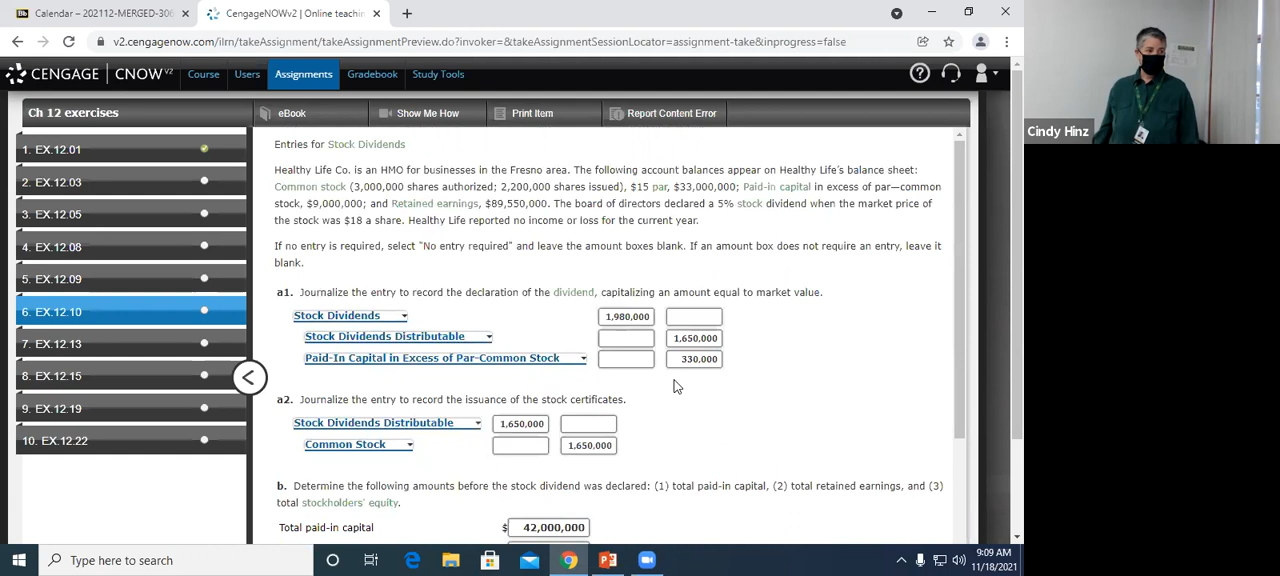 Calendar – 202112-MERGED-306
CengageNOWv2 | Online teachin
v2.cengagenow.com/ilrn/takeAssignment/takeAssignmentPreview.do?invoker=&takeAssignmentSessionLocator=assignment-take&inprogress=false
CENGAGE | CNOWv2 Course Users Assignments Gradebook Study Tools
Ch 12 exercises eBook Show Me How Print Item Report Content Error
Cindy Hinz
1. EX.12.01
2. EX.12.03
3. EX.12.05
4. EX.12.08
5. EX.12.09
6. EX.12.10
7. EX.12.13
8. EX.12.15
9. EX.12.19
10. EX.12.22
Entries for Stock Dividends
Healthy Life Co. is an HMO for businesses in the Fresno area. The following account balances appear on Healthy Life's balance sheet:
Common stock (3,000,000 shares authorized; 2,200,000 shares issued), $15 par, $33,000,000; Paid-in capital in excess of par—common
stock, $9,000,000; and Retained earnings, $89,550,000. The board of directors declared a 5% stock dividend when the market price of
the stock was $18 a share. Healthy Life reported no income or loss for the current year.
If no entry is required, select "No entry required" and leave the amount boxes blank. If an amount box does not require an entry, leave it
blank.
a1. Journalize the entry to record the declaration of the dividend, capitalizing an amount equal to market value.
Stock Dividends 1,980,000
Stock Dividends Distributable 1,650,000
Paid-In Capital in Excess of Par-Common Stock 330,000
a2. Journalize the entry to record the issuance of the stock certificates.
Stock Dividends Distributable 1,650,000
Common Stock 1,650,000
b. Determine the following amounts before the stock dividend was declared: (1) total paid-in capital, (2) total retained earnings, and (3)
total stockholders' equity.
Total paid-in capital $ 42,000,000
Type here to search
9:09 AM
11/18/2021